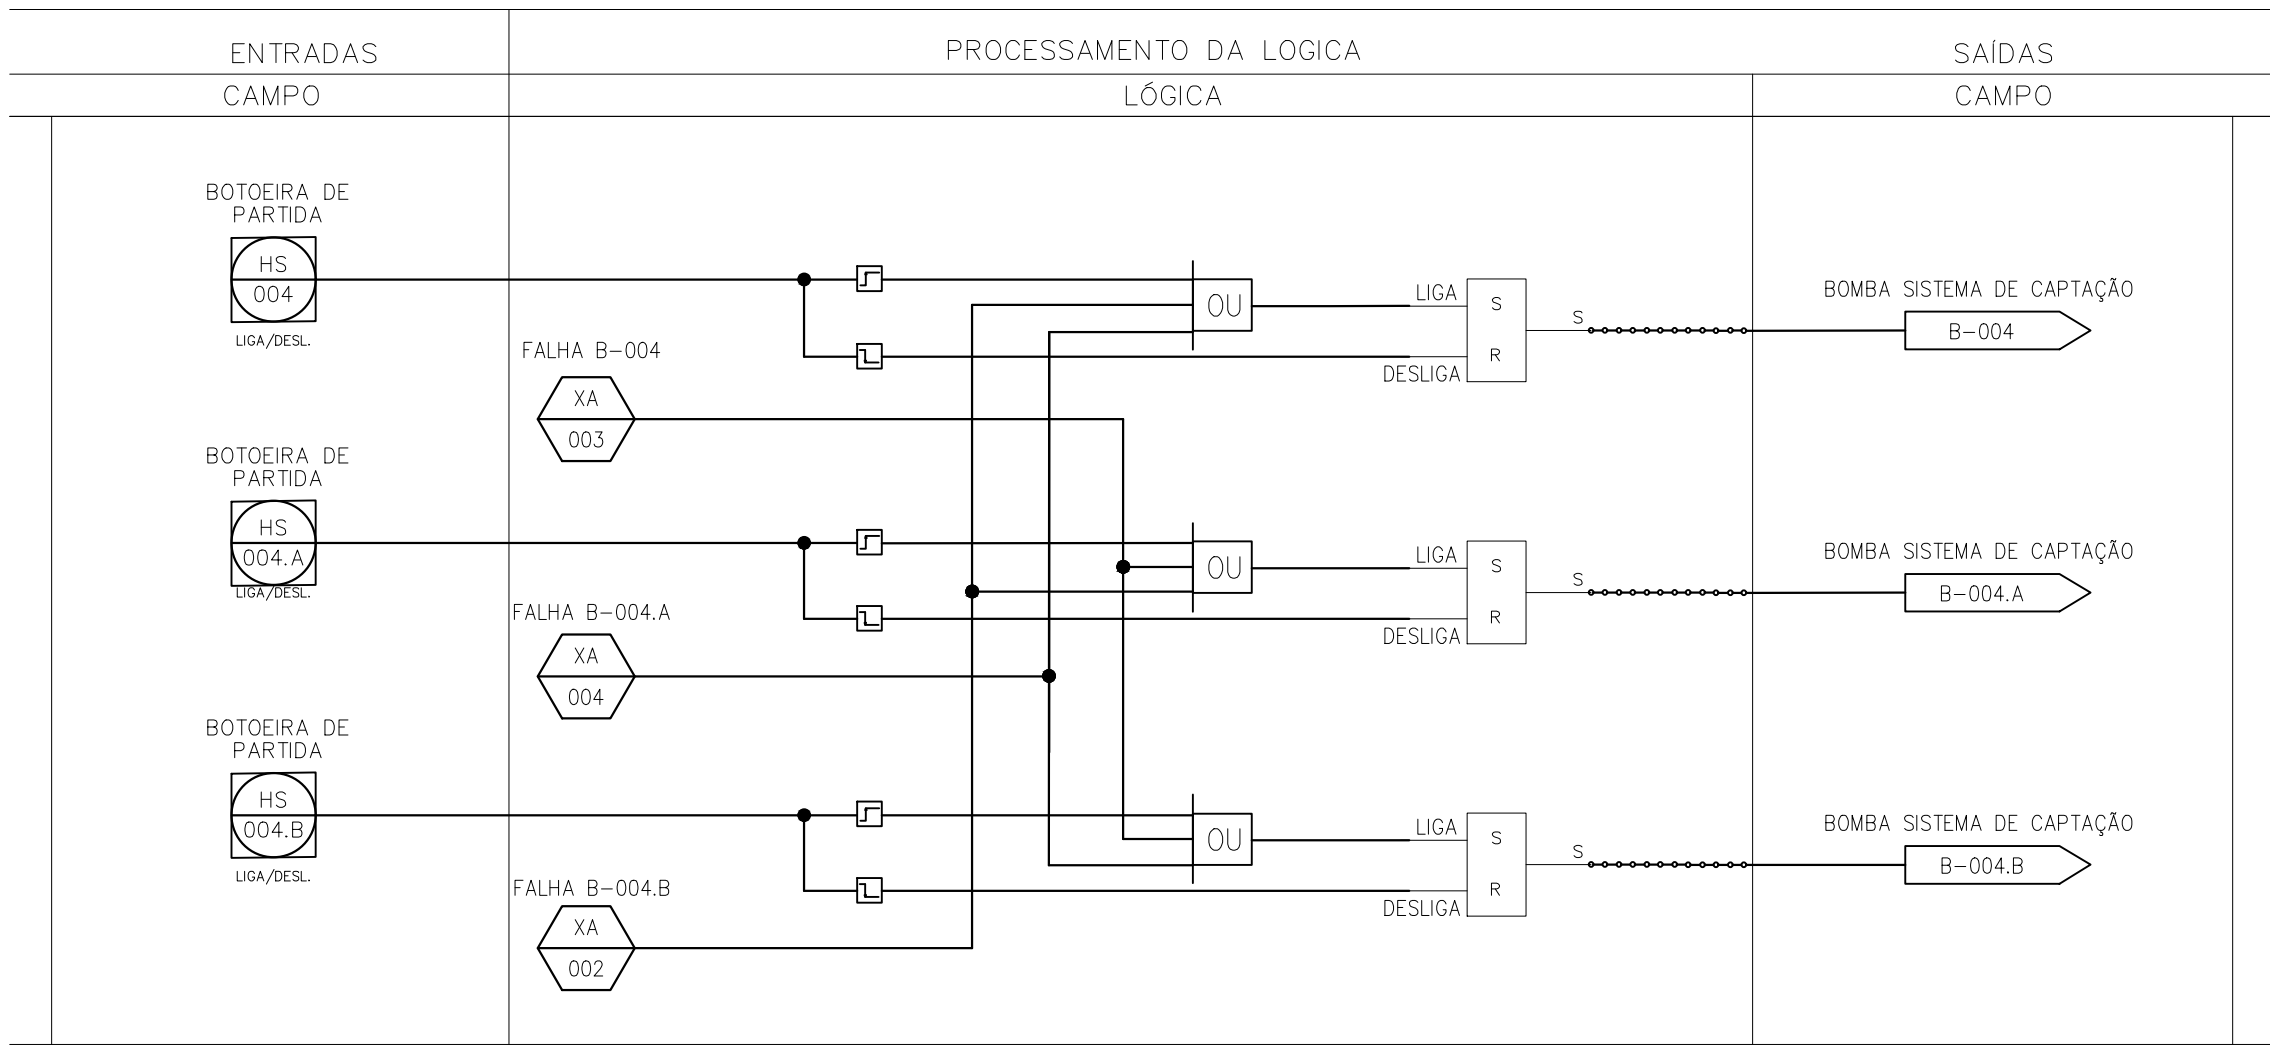 ENTRADAS
PROCESSAMENTO DA LOGICA
SAÍDAS
CAMPO
LÓGICA
CAMPO
BOTOEIRA DE
PARTIDA
HS
004
LIGA/DESL.
OU
LIGA
DESLIGA
S
R
S
BOMBA SISTEMA DE CAPTAÇÃO
B-004
FALHA B-004
XA
003
BOTOEIRA DE
PARTIDA
HS
004.A
LIGA/DESL.
OU
LIGA
DESLIGA
S
R
S
BOMBA SISTEMA DE CAPTAÇÃO
B-004.A
FALHA B-004.A
XA
004
BOTOEIRA DE
PARTIDA
HS
004.B
LIGA/DESL.
OU
LIGA
DESLIGA
S
R
S
BOMBA SISTEMA DE CAPTAÇÃO
B-004.B
FALHA B-004.B
XA
002